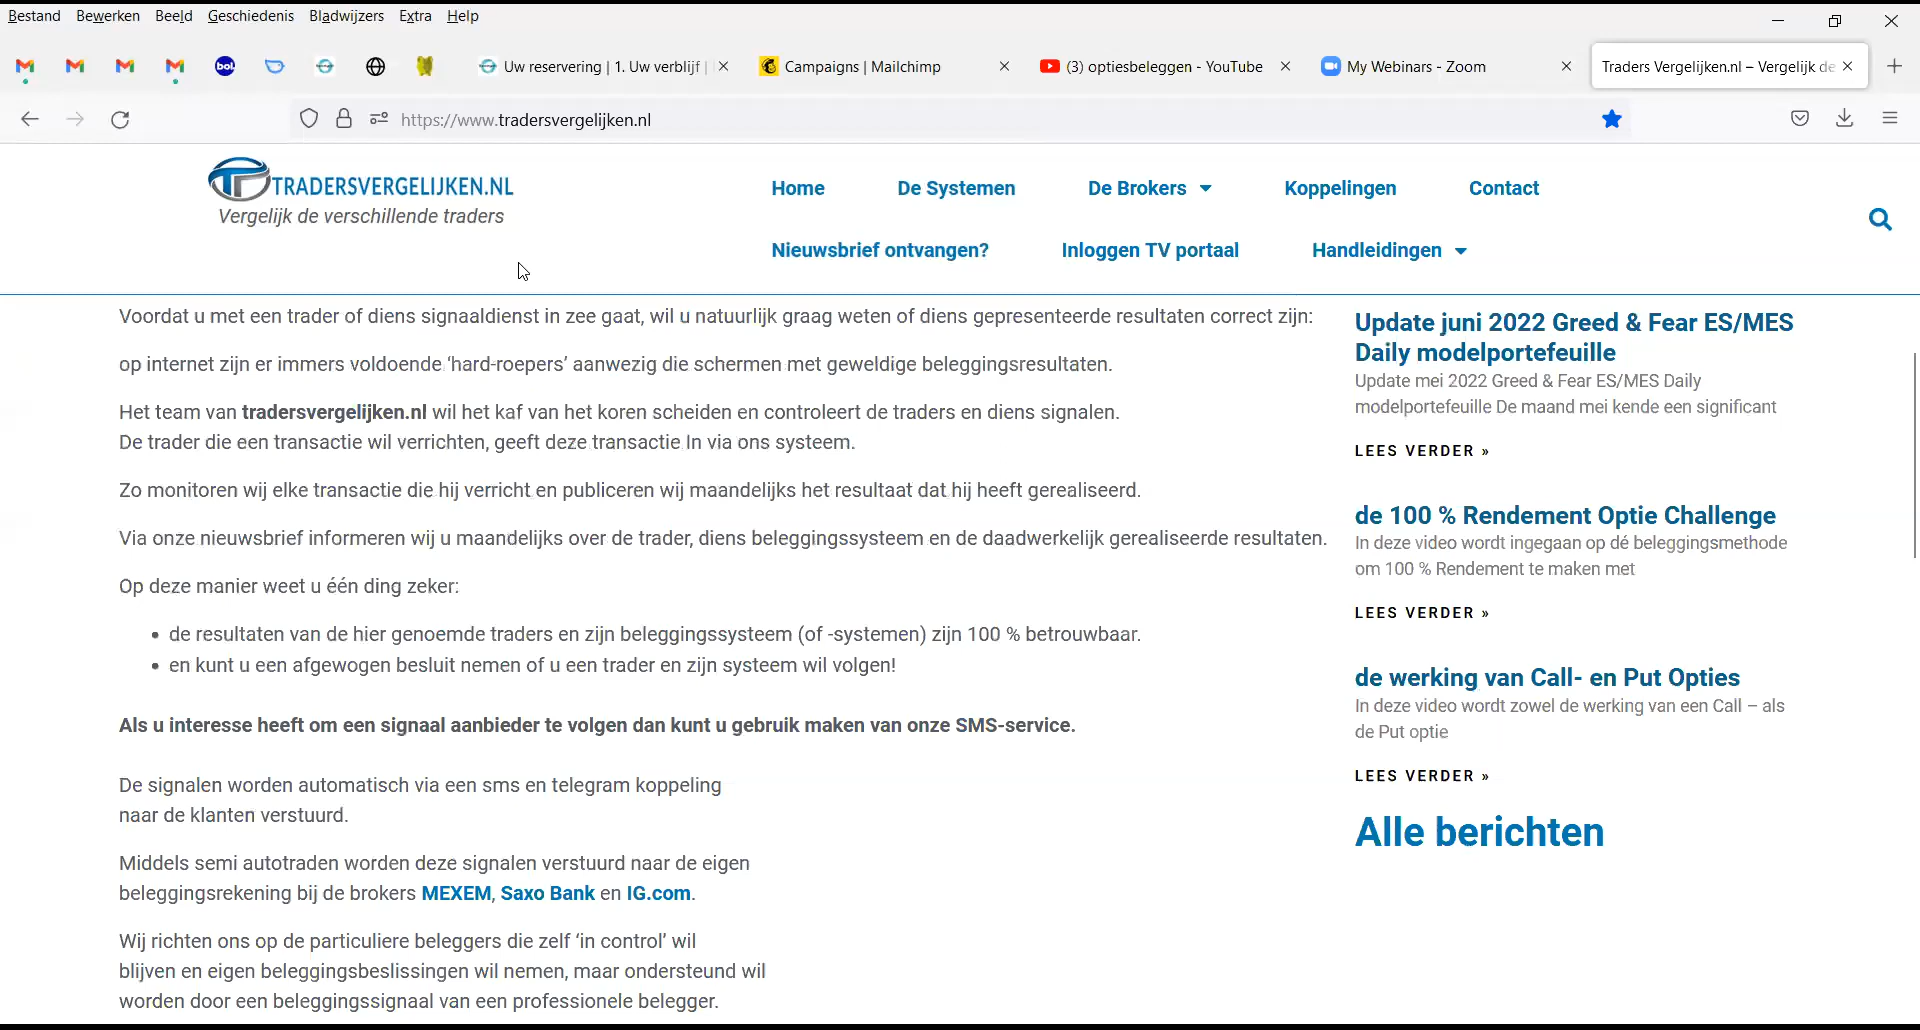 Bestand Bewerken Beeld Geschiedenis Bladwijzers Extra Help
bol. Uw reservering | 1. Uw verblijf | Campaigns | Mailchimp (3) optiesbeleggen - YouTube My Webinars - Zoom Traders Vergelijken.nl – Vergelijk de
https://www.tradersvergelijken.nl
TRADERSVERGELIJKEN.NL
Vergelijk de verschillende traders
Home De Systemen De Brokers Koppelingen Contact
Nieuwsbrief ontvangen? Inloggen TV portaal Handleidingen
Voordat u met een trader of diens signaaldienst in zee gaat, wil u natuurlijk graag weten of diens gepresenteerde resultaten correct zijn:
op internet zijn er immers voldoende ‘hard-roepers’ aanwezig die schermen met geweldige beleggingsresultaten.
Het team van tradersvergelijken.nl wil het kaf van het koren scheiden en controleert de traders en diens signalen.
De trader die een transactie wil verrichten, geeft deze transactie In via ons systeem.
Zo monitoren wij elke transactie die hij verricht en publiceren wij maandelijks het resultaat dat hij heeft gerealiseerd.
Via onze nieuwsbrief informeren wij u maandelijks over de trader, diens beleggingssysteem en de daadwerkelijk gerealiseerde resultaten.
Op deze manier weet u één ding zeker:
• de resultaten van de hier genoemde traders en zijn beleggingssysteem (of -systemen) zijn 100 % betrouwbaar.
• en kunt u een afgewogen besluit nemen of u een trader en zijn systeem wil volgen!
Als u interesse heeft om een signaal aanbieder te volgen dan kunt u gebruik maken van onze SMS-service.
De signalen worden automatisch via een sms en telegram koppeling
naar de klanten verstuurd.
Middels semi autotraden worden deze signalen verstuurd naar de eigen
beleggingsrekening bij de brokers MEXEM, Saxo Bank en IG.com.
Wij richten ons op de particuliere beleggers die zelf ‘in control’ wil
blijven en eigen beleggingsbeslissingen wil nemen, maar ondersteund wil
worden door een beleggingssignaal van een professionele belegger.
Update juni 2022 Greed & Fear ES/MES
Daily modelportefeuille
Update mei 2022 Greed & Fear ES/MES Daily
modelportefeuille De maand mei kende een significant
LEES VERDER »
de 100 % Rendement Optie Challenge
In deze video wordt ingegaan op dé beleggingsmethode
om 100 % Rendement te maken met
LEES VERDER »
de werking van Call- en Put Opties
In deze video wordt zowel de werking van een Call – als
de Put optie
LEES VERDER »
Alle berichten